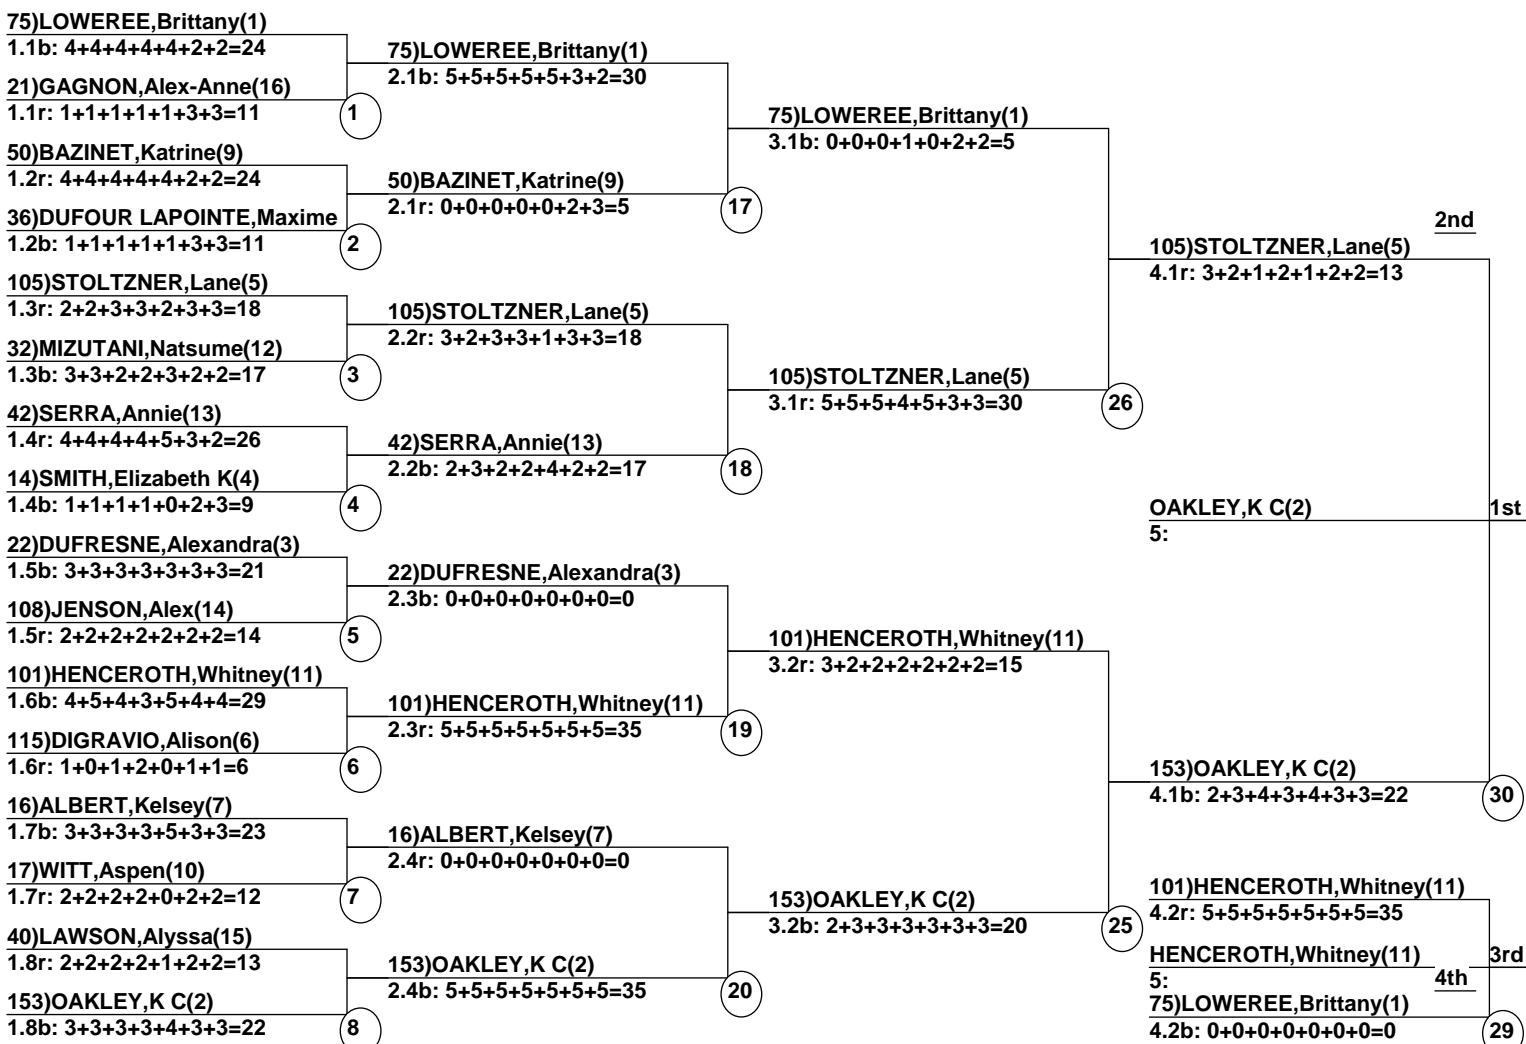 75)LOWEREE,Brittany(1)
1.1b: 4+4+4+4+4+2+2=24
21)GAGNON,Alex-Anne(16)
1.1r: 1+1+1+1+1+3+3=11
1
50)BAZINET,Katrine(9)
1.2r: 4+4+4+4+4+2+2=24
36)DUFOUR LAPOINTE,Maxime
1.2b: 1+1+1+1+1+3+3=11
2
105)STOLTZNER,Lane(5)
1.3r: 2+2+3+3+2+3+3=18
32)MIZUTANI,Natsume(12)
1.3b: 3+3+2+2+3+2+2=17
3
42)SERRA,Annie(13)
1.4r: 4+4+4+4+5+3+2=26
14)SMITH,Elizabeth K(4)
1.4b: 1+1+1+1+0+2+3=9
4
22)DUFRESNE,Alexandra(3)
1.5b: 3+3+3+3+3+3+3=21
108)JENSON,Alex(14)
1.5r: 2+2+2+2+2+2+2=14
5
101)HENCEROTH,Whitney(11)
1.6b: 4+5+4+3+5+4+4=29
115)DIGRAVIO,Alison(6)
1.6r: 1+0+1+2+0+1+1=6
6
16)ALBERT,Kelsey(7)
1.7b: 3+3+3+3+5+3+3=23
17)WITT,Aspen(10)
1.7r: 2+2+2+2+0+2+2=12
7
40)LAWSON,Alyssa(15)
1.8r: 2+2+2+2+1+2+2=13
153)OAKLEY,K C(2)
1.8b: 3+3+3+3+4+3+3=22
8
75)LOWEREE,Brittany(1)
2.1b: 5+5+5+5+5+3+2=30
50)BAZINET,Katrine(9)
2.1r: 0+0+0+0+0+2+3=5
17
105)STOLTZNER,Lane(5)
2.2r: 3+2+3+3+1+3+3=18
42)SERRA,Annie(13)
2.2b: 2+3+2+2+4+2+2=17
18
22)DUFRESNE,Alexandra(3)
2.3b: 0+0+0+0+0+0+0=0
101)HENCEROTH,Whitney(11)
2.3r: 5+5+5+5+5+5+5=35
19
16)ALBERT,Kelsey(7)
2.4r: 0+0+0+0+0+0+0=0
153)OAKLEY,K C(2)
2.4b: 5+5+5+5+5+5+5=35
20
75)LOWEREE,Brittany(1)
3.1b: 0+0+0+1+0+2+2=5
105)STOLTZNER,Lane(5)
3.1r: 5+5+5+4+5+3+3=30
26
101)HENCEROTH,Whitney(11)
3.2r: 3+2+2+2+2+2+2=15
153)OAKLEY,K C(2)
3.2b: 2+3+3+3+3+3+3=20
25
2nd
105)STOLTZNER,Lane(5)
4.1r: 3+2+1+2+1+2+2=13
OAKLEY,K C(2)
1st
5:
153)OAKLEY,K C(2)
4.1b: 2+3+4+3+4+3+3=22
30
101)HENCEROTH,Whitney(11)
4.2r: 5+5+5+5+5+5+5=35
HENCEROTH,Whitney(11)
3rd
5:
4th
75)LOWEREE,Brittany(1)
4.2b: 0+0+0+0+0+0+0=0
29